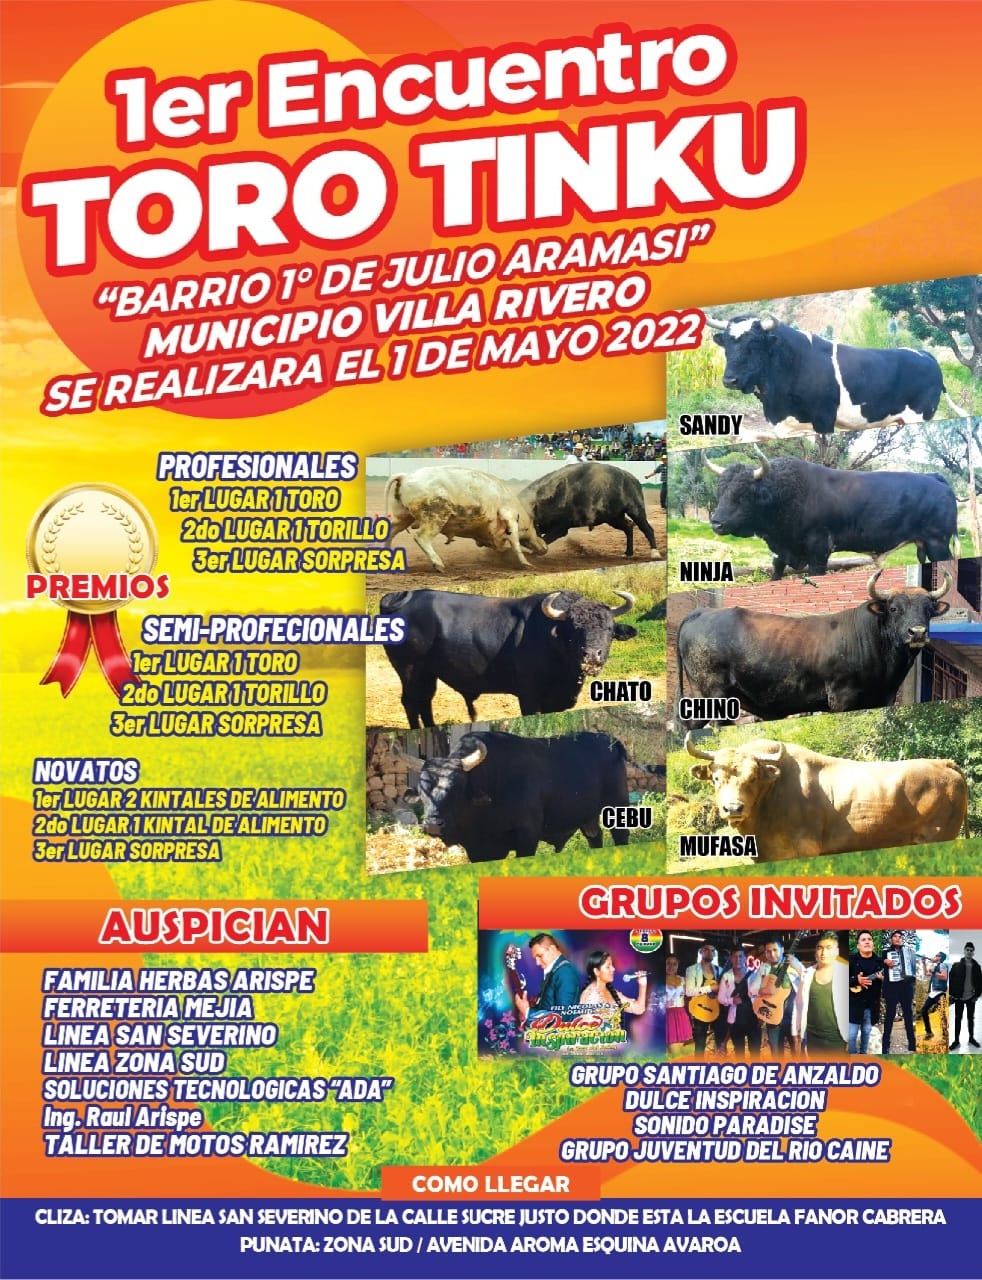 1er Encuentro
TORO TINKU
“BARRIO 1° DE JULIO ARAMASI”
MUNICIPIO VILLA RIVERO
SE REALIZARA EL 1 DE MAYO 2022
SANDY
NINJA
CHINO
MUFASA
CHATO
CEBU
PREMIOS
PROFESIONALES
1er LUGAR 1 TORO
2do LUGAR 1 TORILLO
3er LUGAR SORPRESA
SEMI-PROFECIONALES
1er LUGAR 1 TORO
2do LUGAR 1 TORILLO
3er LUGAR SORPRESA
NOVATOS
1er LUGAR 2 KINTALES DE ALIMENTO
2do LUGAR 1 KINTAL DE ALIMENTO
3er LUGAR SORPRESA
AUSPICIAN
FAMILIA HERBAS ARISPE
FERRETERIA MEJIA
LINEA SAN SEVERINO
LINEA ZONA SUD
SOLUCIONES TECNOLOGICAS “ADA”
Ing. Raul Arispe
TALLER DE MOTOS RAMIREZ
GRUPOS INVITADOS
Dulce
Inspiracion
GRUPO SANTIAGO DE ANZALDO
DULCE INSPIRACION
SONIDO PARADISE
GRUPO JUVENTUD DEL RIO CAINE
COMO LLEGAR
CLIZA: TOMAR LINEA SAN SEVERINO DE LA CALLE SUCRE JUSTO DONDE ESTA LA ESCUELA FANOR CABRERA
PUNATA: ZONA SUD / AVENIDA AROMA ESQUINA AVAROA